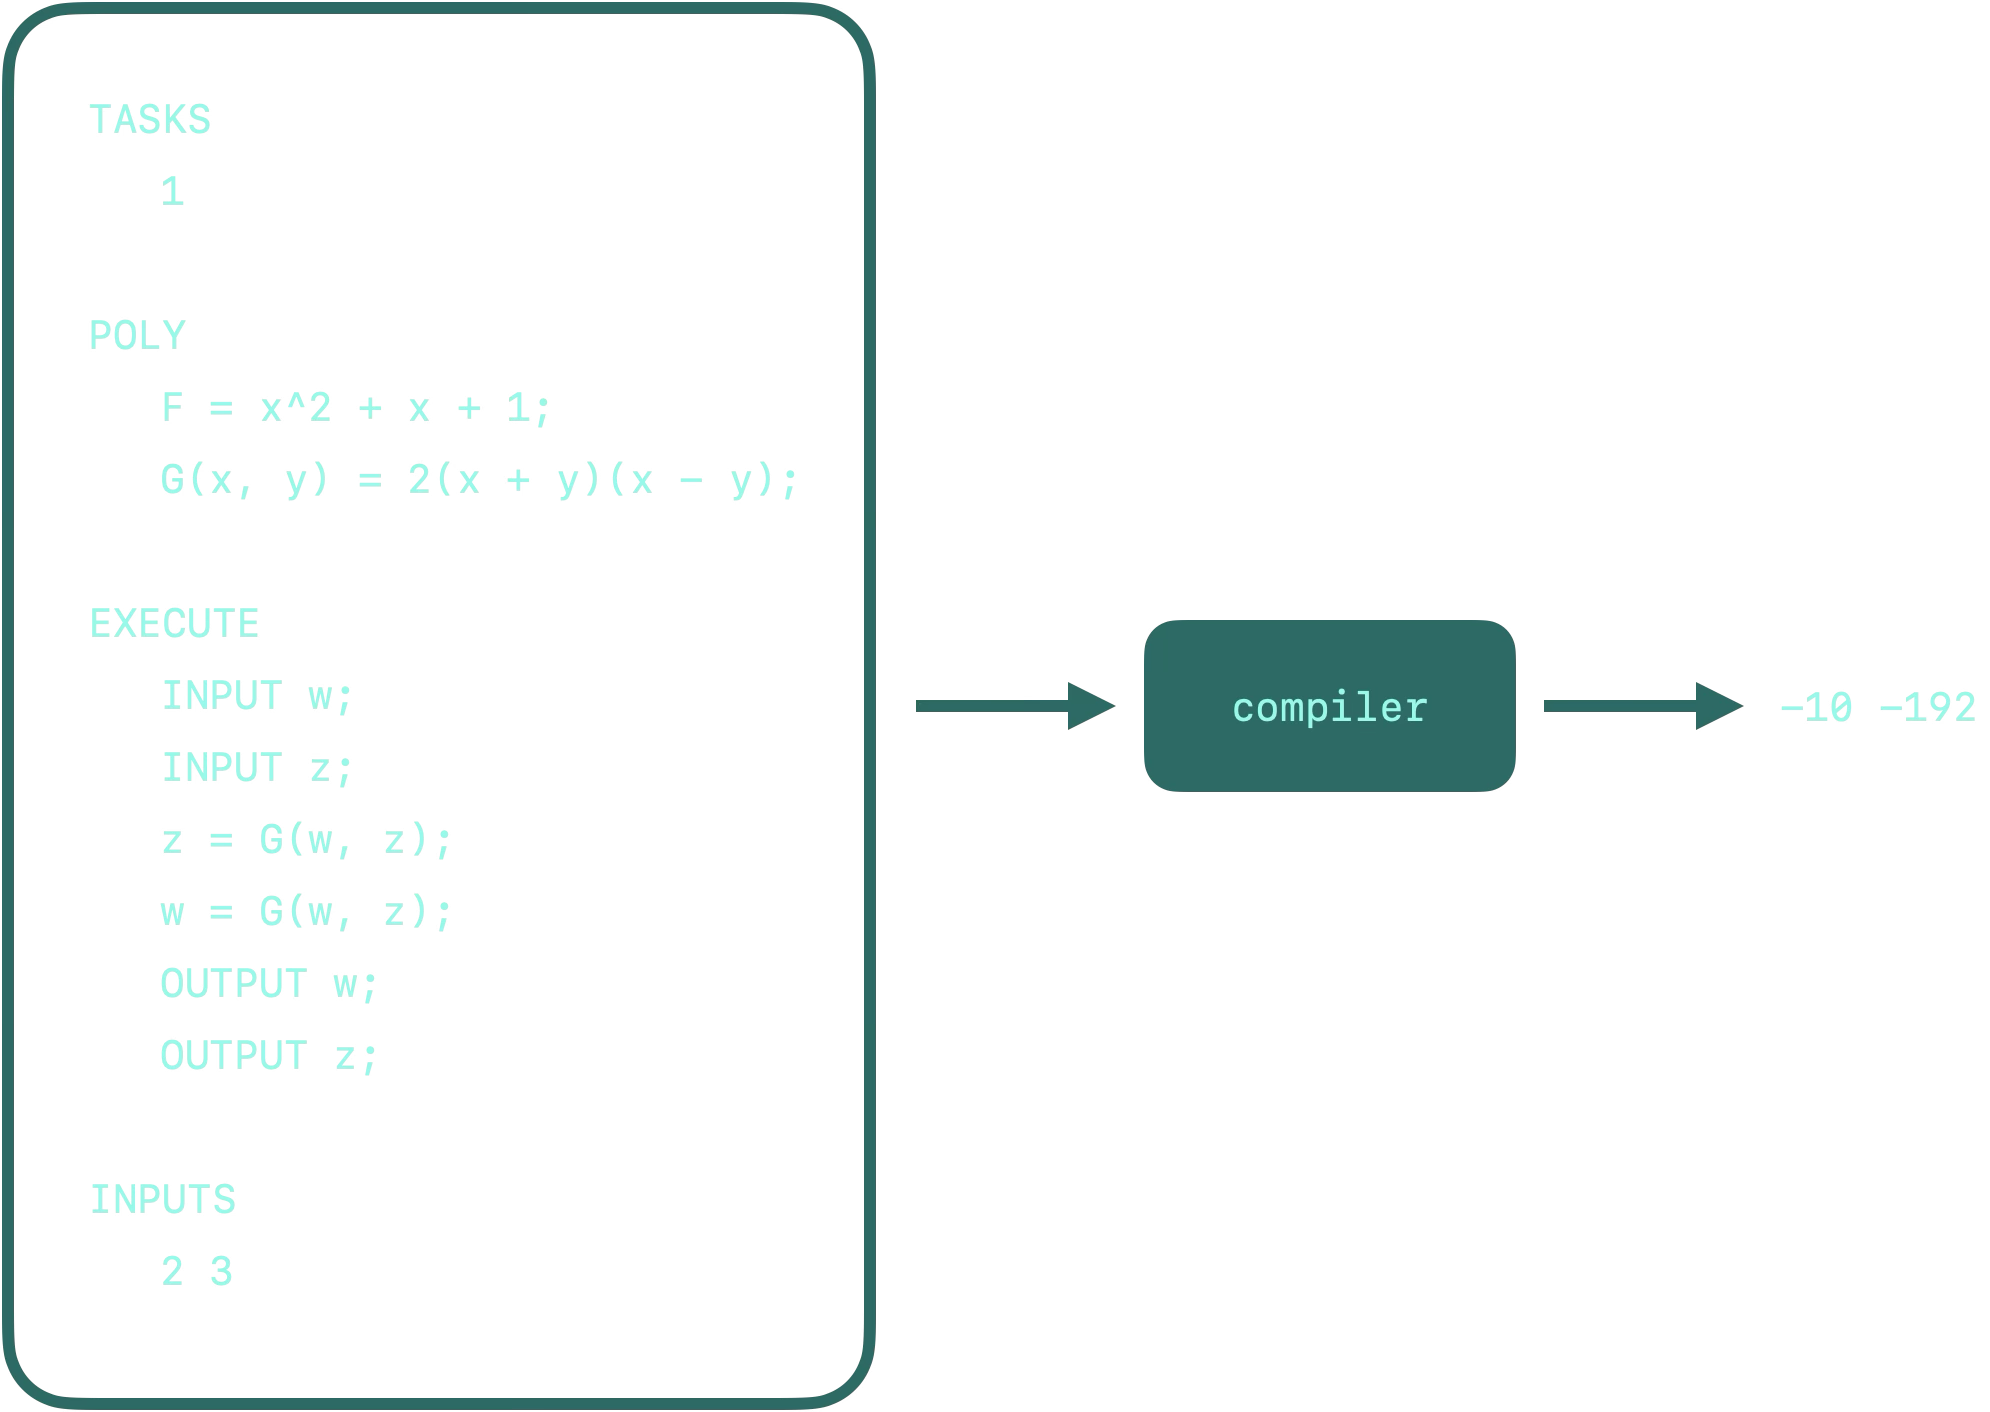 TASKS
1
POLY
F = x^2 + x + 1;
G(x, y) = 2(x + y)(x − y);
EXECUTE
INPUT w;
INPUT z;
z = G(w, z);
w = G(w, z);
OUTPUT w;
OUTPUT z;
INPUTS
2 3
compiler
−10 −192